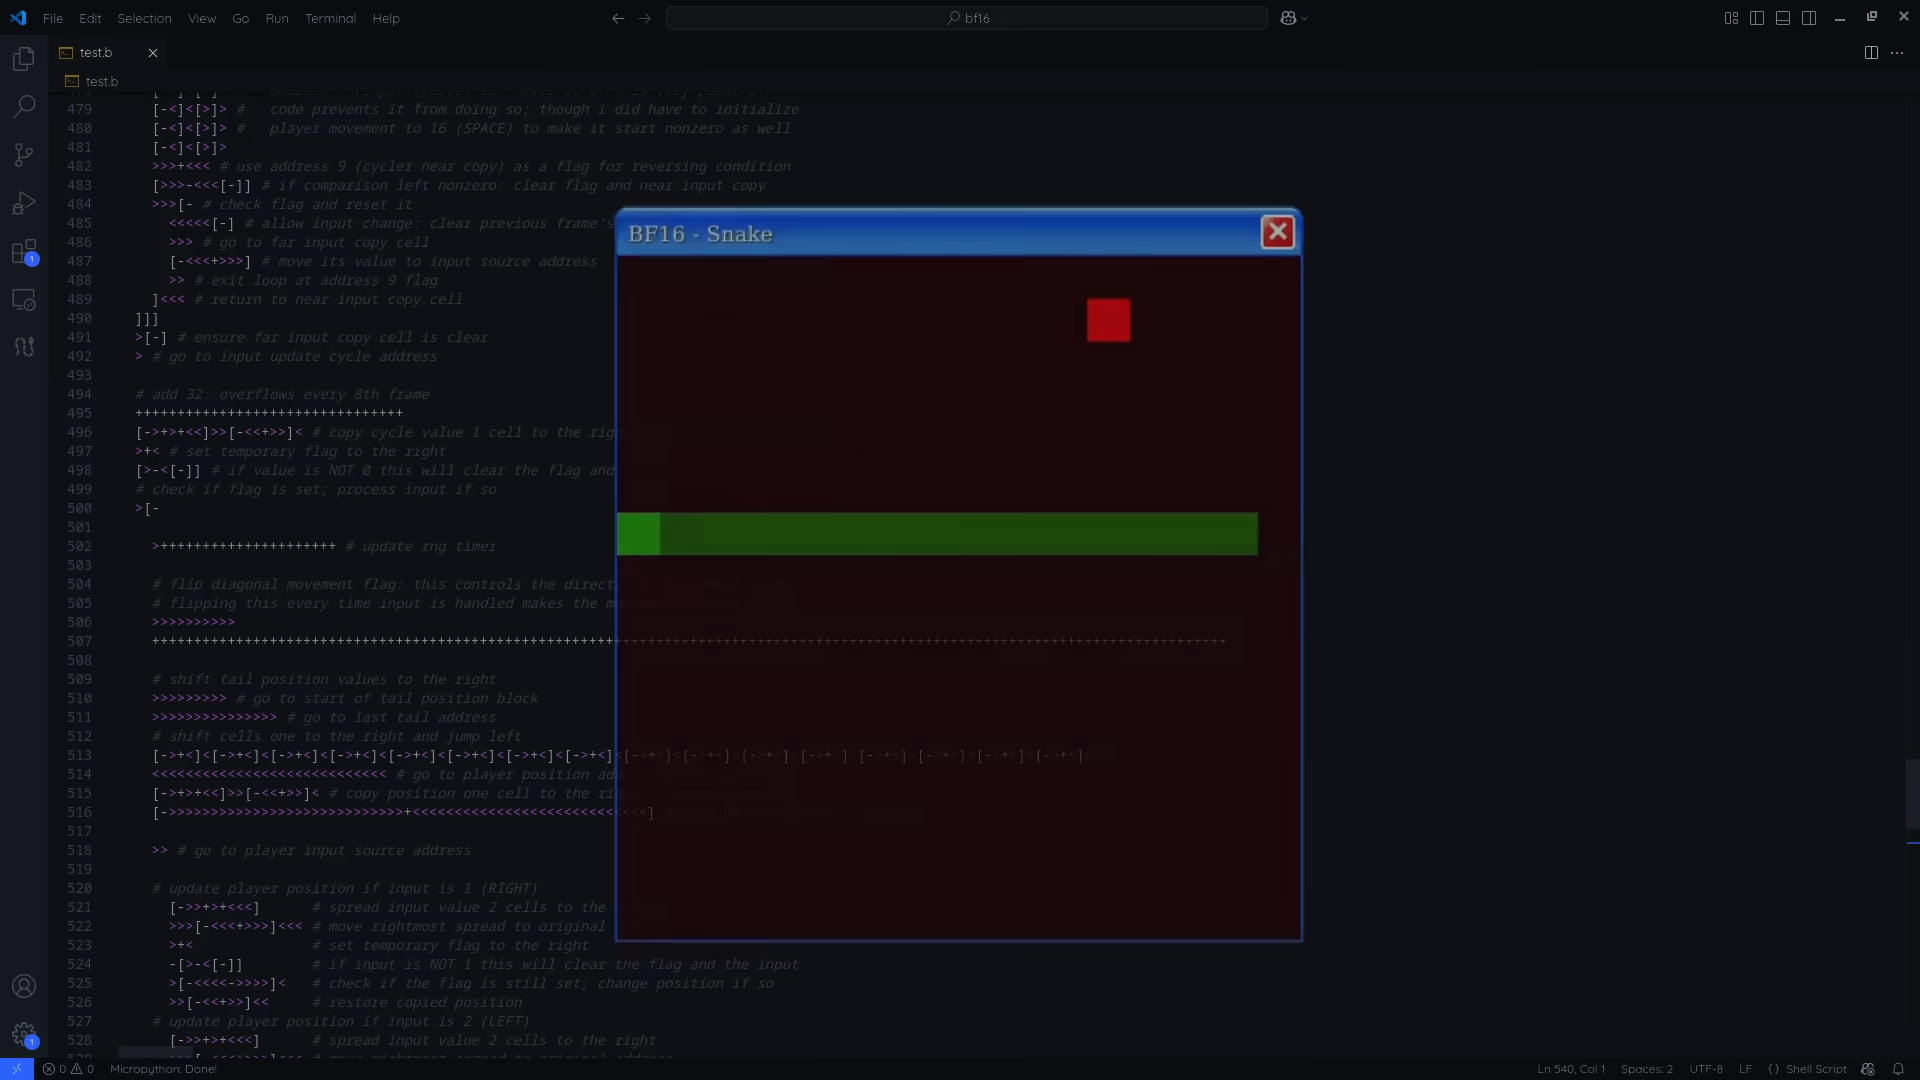 File Edit Selection View Go Run Terminal Help
bf16
test.b
test.b
479 [-<]<[>]> #   code prevents it from doing so; though i did have to initialize
480 [-<]<[>]> #   player movement to 16 (SPACE) to make it start nonzero as well
481 [-<]<[>]>
482 >>>+<<< # use address 9 (cycler near copy) as a flag for reversing condition
483 [>>>-<<<[-]] # if comparison left nonzero: clear flag and near input copy
484 >>>[- # check flag and reset it
485 <<<<<[-] # allow input change: clear previous frame's
486 >>> # go to far input copy cell
487 [-<<<+>>>] # move its value to input source address
488 >> # exit loop at address 9 flag
489 ]<<< # return to near input copy cell
490 ]]]
491 >[-] # ensure far input copy cell is clear
492 > # go to input update cycle address
493
494 # add 32: overflows every 8th frame
495 ++++++++++++++++++++++++++++++++
496 [->+>+<<]>>[-<<+>>]< # copy cycle value 1 cell to the rig
497 >+< # set temporary flag to the right
498 [>-<[-]] # if value is NOT 0 this will clear the flag and
499 # check if flag is set; process input if so
500 >[-
501
502 >+++++++++++++++++++++ # update rng timer
503
504 # flip diagonal movement flag: this controls the direct
505 # flipping this every time input is handled makes the m
506 >>>>>>>>>>
507 ++++++++++++++++++++++++++++++++++++++++++++++++++++++++++++++++++++++++++++++++++++++++++++++++++++++++++++++++++++++++++++++++
508
509 # shift tail position values to the right
510 >>>>>>>>> # go to start of tail position block
511 >>>>>>>>>>>>>>> # go to last tail address
512 # shift cells one to the right and jump left
513 [->+<]<[->+<]<[->+<]<[->+<]<[->+<]<[->+<]<[->+<]<[->+<]<[->+<]<[->+<]<[->+<]<[->+<]<[->+<]<[->+<]<[->+<]<[->+<]<
514 <<<<<<<<<<<<<<<<<<<<<<<<<<<< # go to player position ad
515 [->+>+<<]>>[-<<+>>]< # copy position one cell to the ri
516 [->>>>>>>>>>>>>>>>>>>>>>>>>>>>+<<<<<<<<<<<<<<<<<<<<<<<<<<<<]
517
518 >> # go to player input source address
519
520 # update player position if input is 1 (RIGHT)
521 [->>+>+<<<]      # spread input value 2 cells to the
522 >>>[-<<<+>>>]<<< # move rightmost spread to original
523 >+<              # set temporary flag to the right
524 -[>-<[-]]        # if input is NOT 1 this will clear the flag and the input
525 >[-<<<<->>>>]<   # check if the flag is still set; change position if so
526 >>[-<<+>>]<<     # restore copied position
527 # update player position if input is 2 (LEFT)
528 [->>+>+<<<]      # spread input value 2 cells to the right
BF16 - Snake
1
1
0 0 Micropython: Done!
Ln 540, Col 1 Spaces: 2 UTF-8 LF {} Shell Script